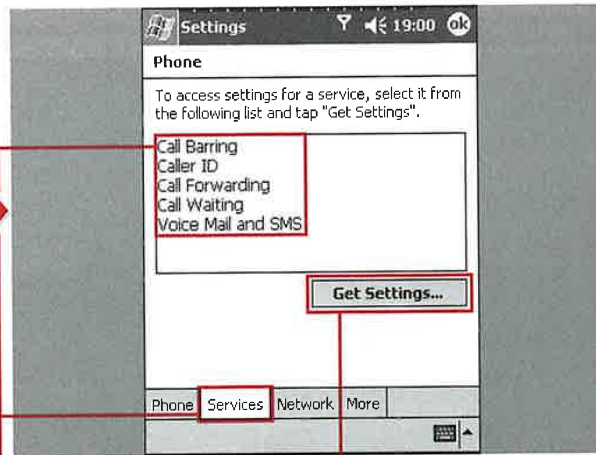 Settings 19:00 ok
Phone
To access settings for a service, select it from
the following list and tap "Get Settings".
Call Barring
Caller ID
Call Forwarding
Call Waiting
Voice Mail and SMS
Get Settings...
Phone Services Network More